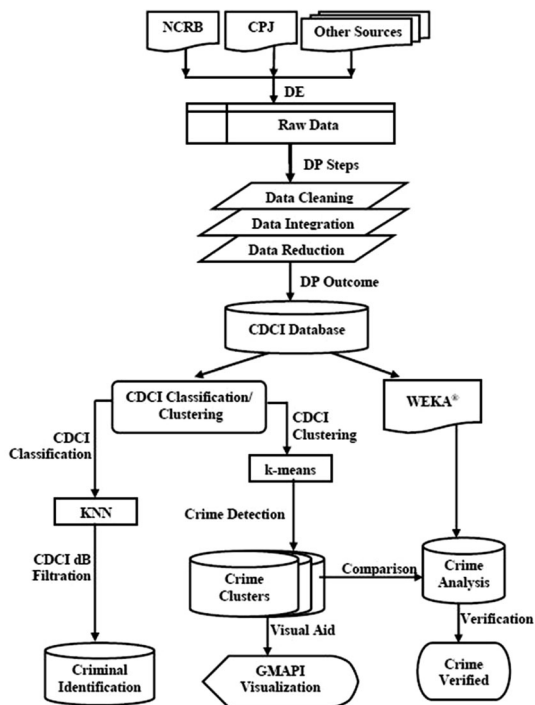 NCRB
CPJ
Other Sources
DE
Raw Data
DP Steps
Data Cleaning
Data Integration
Data Reduction
DP Outcome
CDCI Database
CDCI Classification/
Clustering
WEKA®
CDCI
Classification
CDCI
Clustering
k-means
KNN
Crime Detection
CDCI dB
Filtration
Crime
Clusters
Comparison
Crime
Analysis
Visual Aid
Verification
Criminal
Identification
GMAPI
Visualization
Crime
Verified